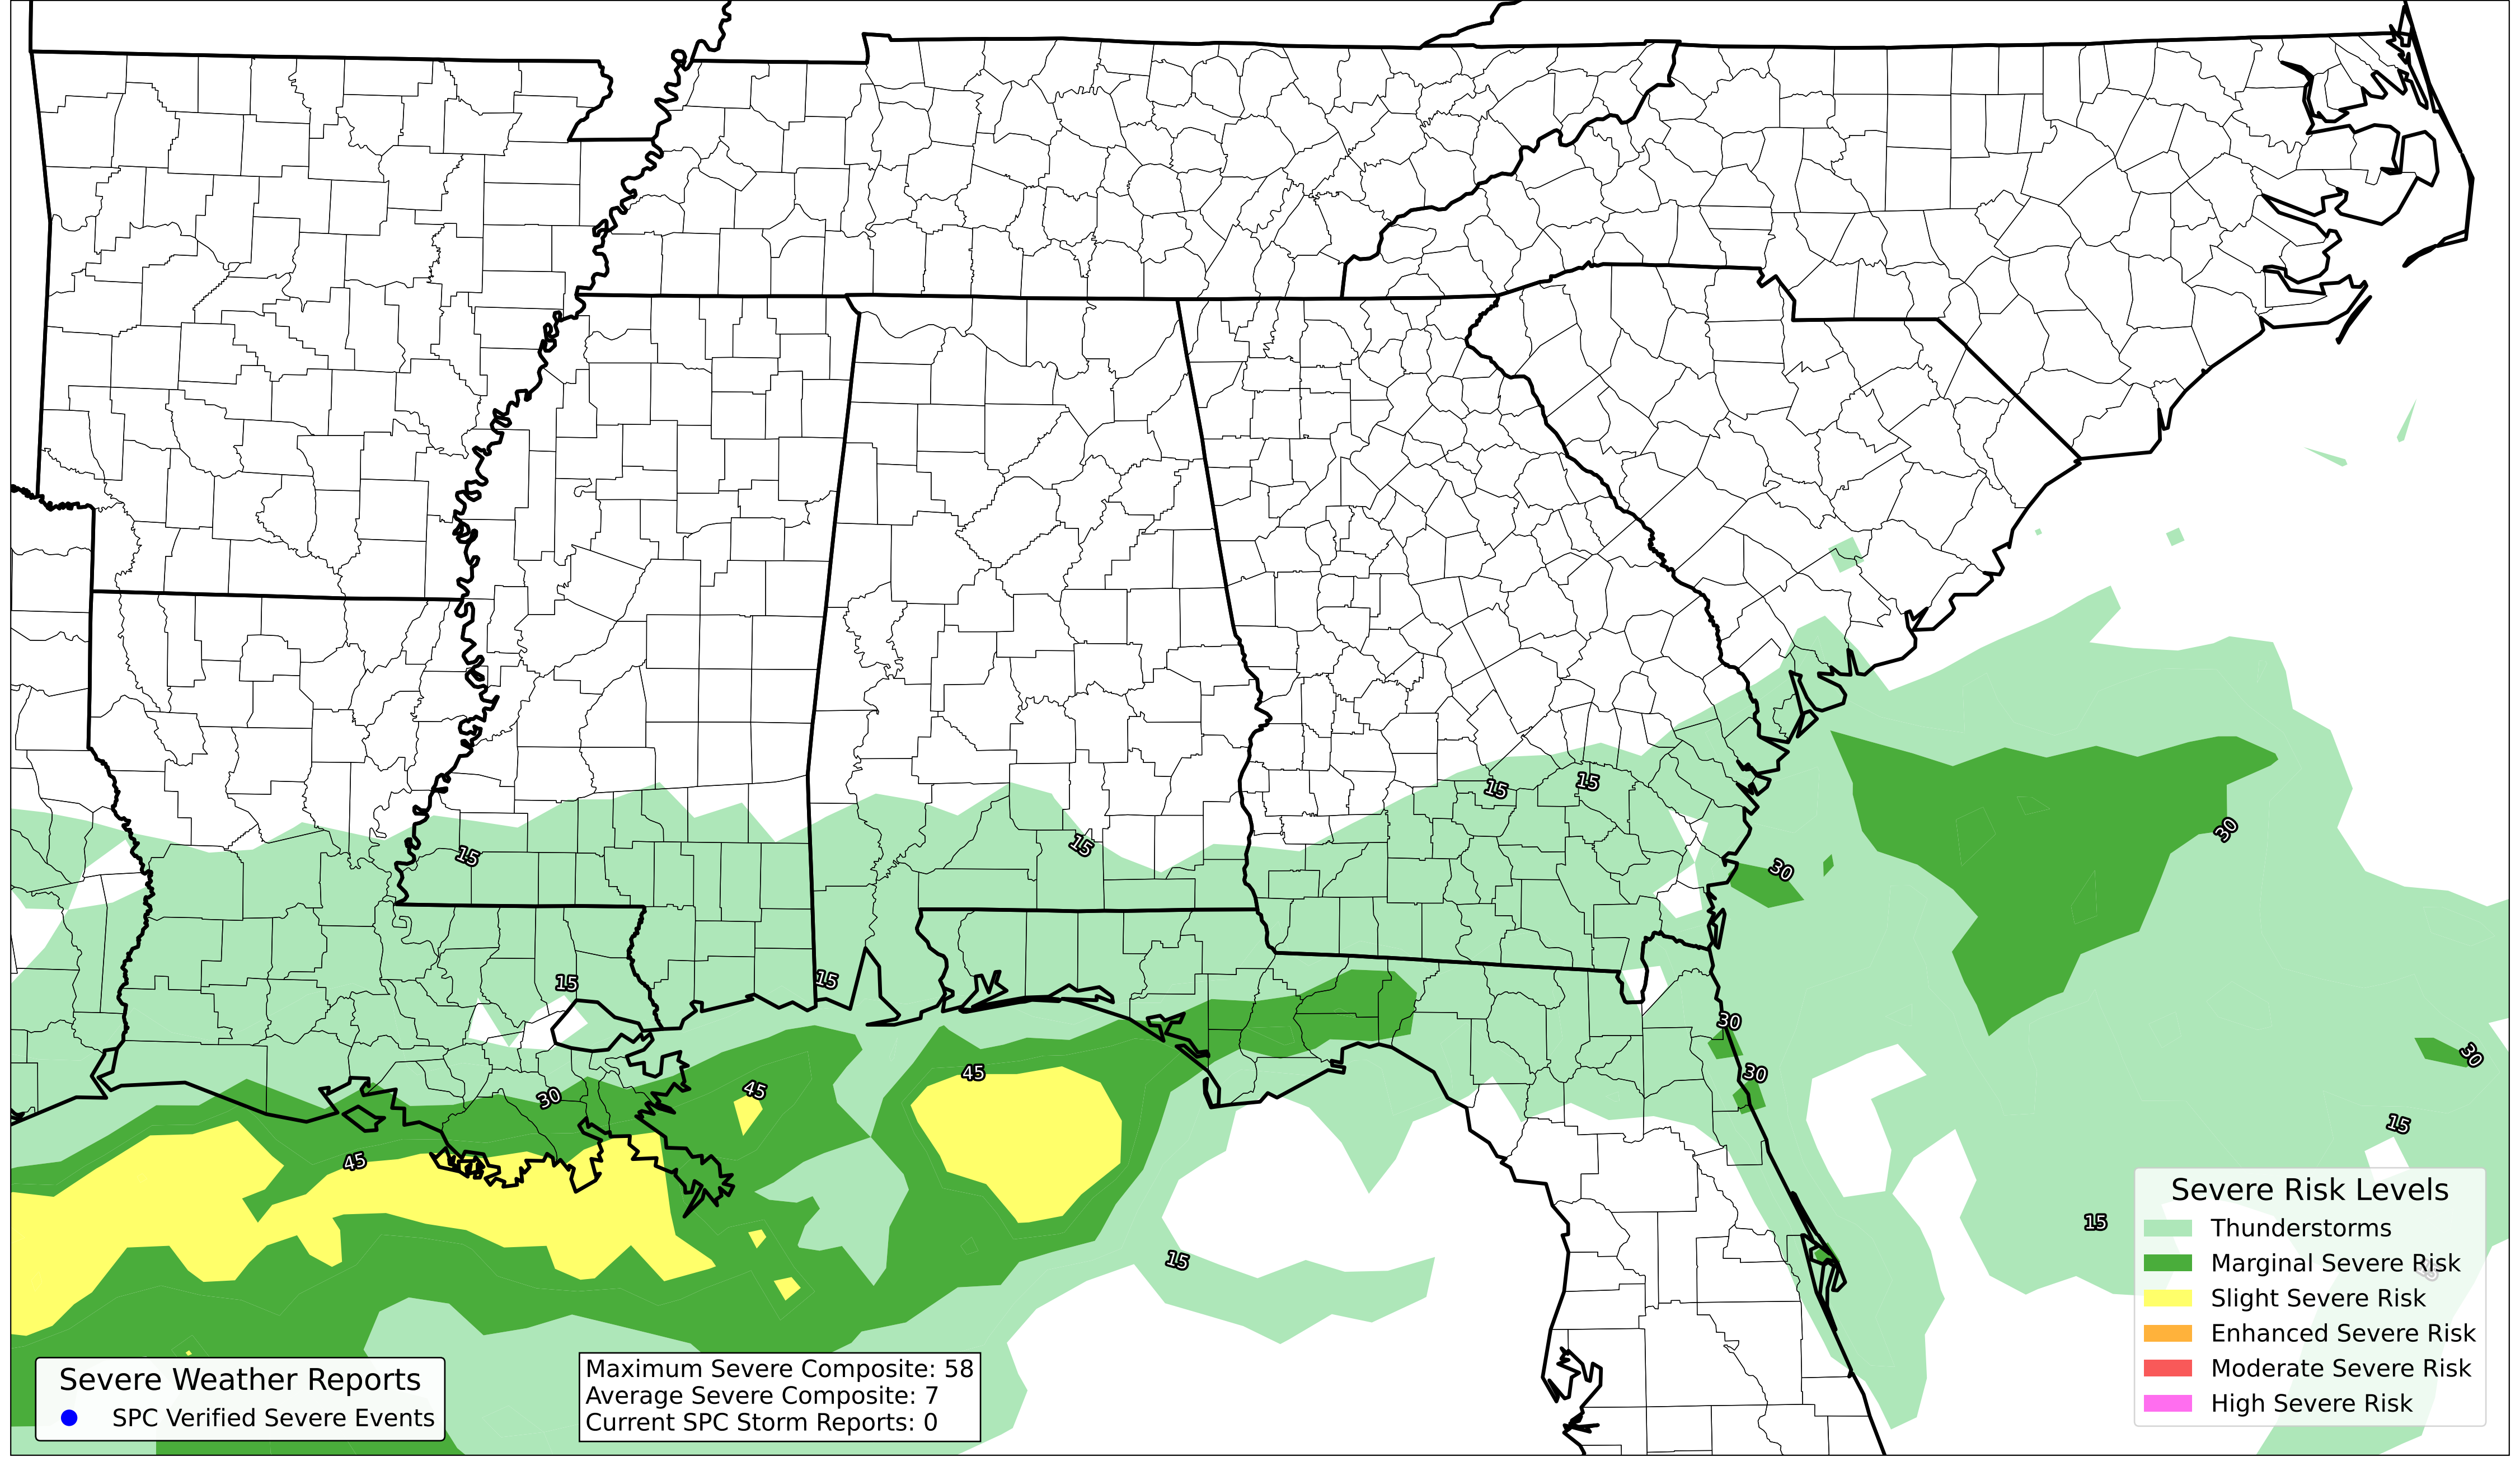 15
15
15
30
15
30
15
15
30
30
45
45
30
30
15
45
15
15
Severe Risk Levels
Thunderstorms
Marginal Severe Risk
Slight Severe Risk
Enhanced Severe Risk
Moderate Severe Risk
High Severe Risk
Severe Weather Reports
SPC Verified Severe Events
Maximum Severe Composite: 58
Average Severe Composite: 7
Current SPC Storm Reports: 0